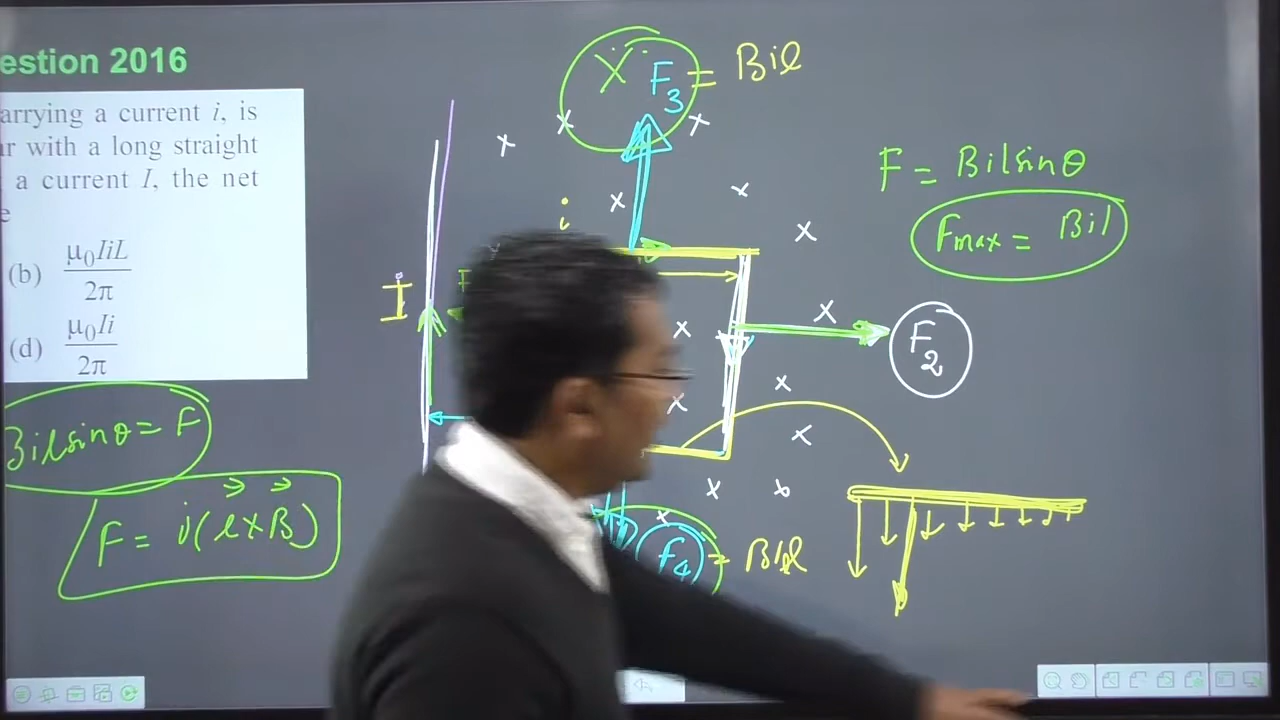 estion 2016
arrying a current i, is
ar with a long straight
a current I, the net
e
(b) μ₀IiL / 2π
(d) μ₀Ii / 2π
Bilsinθ = F
F = i(l×B)
F₃ = Bil
i
I
F = Bilsinθ
Fmax = Bil
F₂
f₄ = Bil